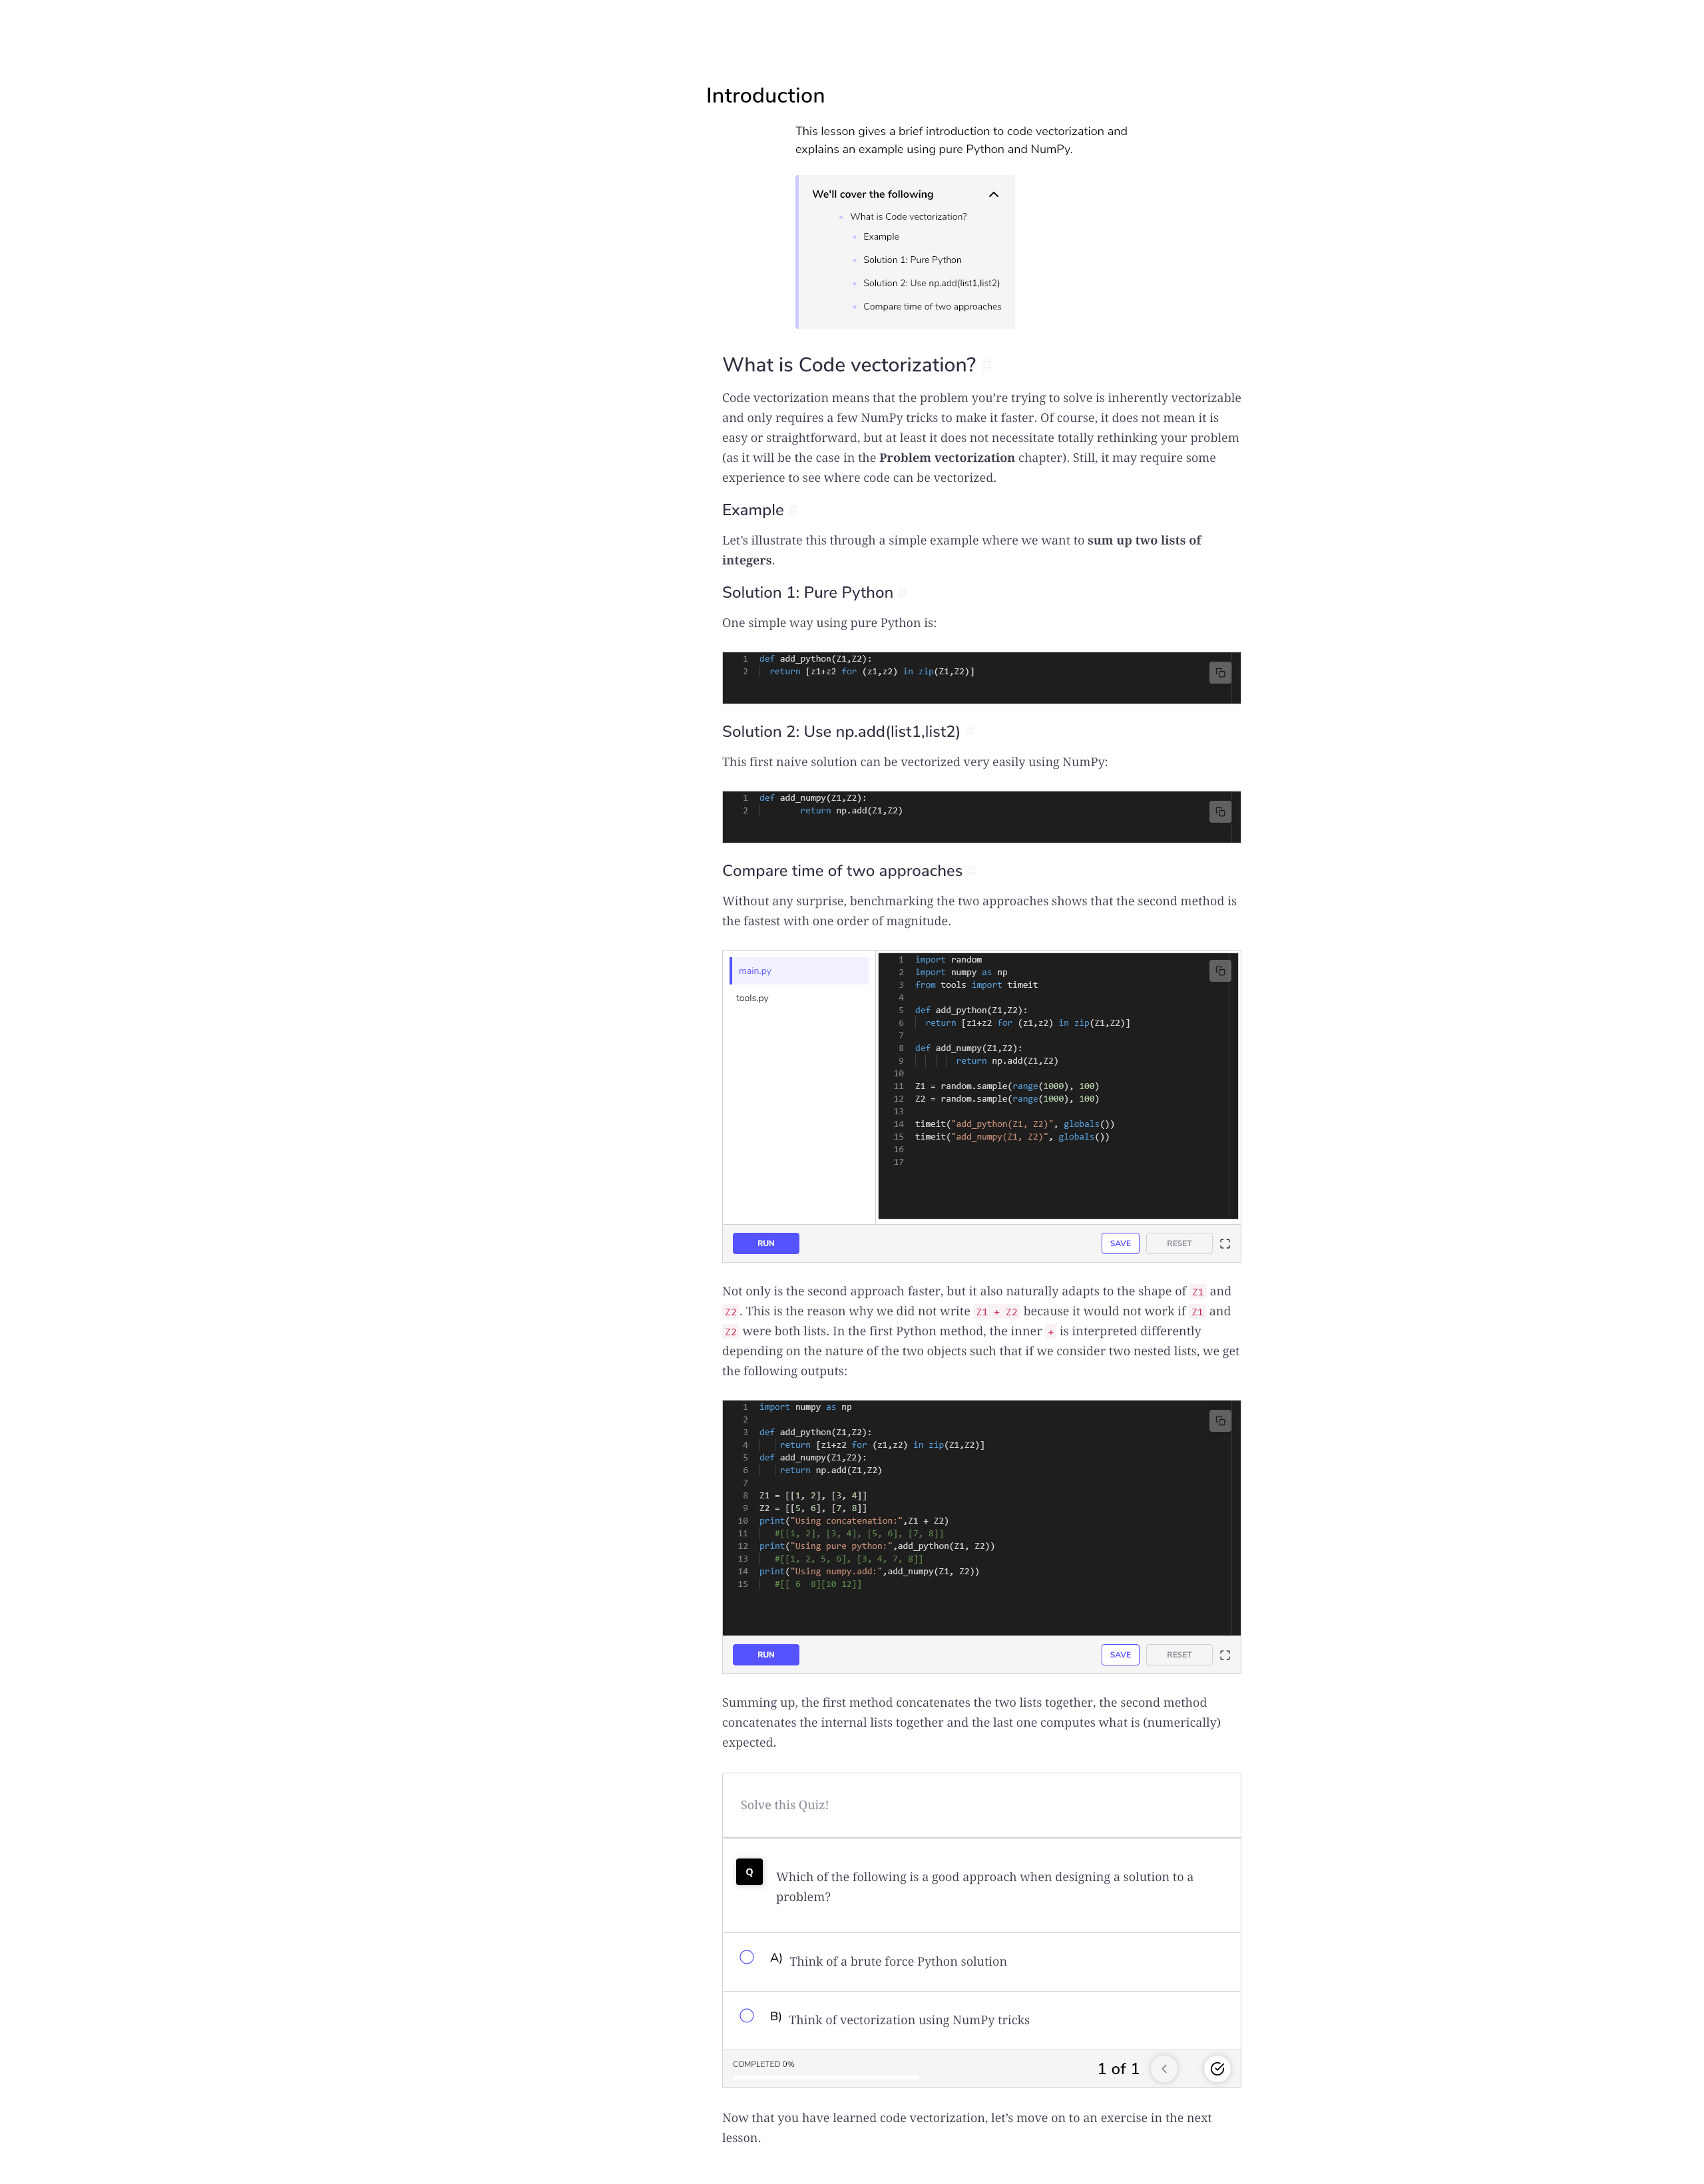 Introduction
This lesson gives a brief introduction to code vectorization and
explains an example using pure Python and NumPy.
We'll cover the following
What is Code vectorization?
Example
Solution 1: Pure Python
Solution 2: Use np.add(list1,list2)
Compare time of two approaches
What is Code vectorization? #
Code vectorization means that the problem you’re trying to solve is inherently vectorizable
and only requires a few NumPy tricks to make it faster. Of course, it does not mean it is
easy or straightforward, but at least it does not necessitate totally rethinking your problem
(as it will be the case in the Problem vectorization chapter). Still, it may require some
experience to see where code can be vectorized.
Example #
Let’s illustrate this through a simple example where we want to sum up two lists of
integers.
Solution 1: Pure Python #
One simple way using pure Python is:
1 def add_python(Z1,Z2):
2 return [z1+z2 for (z1,z2) in zip(Z1,Z2)]
Solution 2: Use np.add(list1,list2) #
This first naive solution can be vectorized very easily using NumPy:
1 def add_numpy(Z1,Z2):
2 return np.add(Z1,Z2)
Compare time of two approaches #
Without any surprise, benchmarking the two approaches shows that the second method is
the fastest with one order of magnitude.
main.py
tools.py
1 import random
2 import numpy as np
3 from tools import timeit
4
5 def add_python(Z1,Z2):
6 return [z1+z2 for (z1,z2) in zip(Z1,Z2)]
7
8 def add_numpy(Z1,Z2):
9 return np.add(Z1,Z2)
10
11 Z1 = random.sample(range(1000), 100)
12 Z2 = random.sample(range(1000), 100)
13
14 timeit("add_python(Z1, Z2)", globals())
15 timeit("add_numpy(Z1, Z2)", globals())
16
17
RUN SAVE RESET
Not only is the second approach faster, but it also naturally adapts to the shape of Z1 and
Z2. This is the reason why we did not write Z1 + Z2 because it would not work if Z1 and
Z2 were both lists. In the first Python method, the inner + is interpreted differently
depending on the nature of the two objects such that if we consider two nested lists, we get
the following outputs:
1 import numpy as np
2
3 def add_python(Z1,Z2):
4 return [z1+z2 for (z1,z2) in zip(Z1,Z2)]
5 def add_numpy(Z1,Z2):
6 return np.add(Z1,Z2)
7
8 Z1 = [[1, 2], [3, 4]]
9 Z2 = [[5, 6], [7, 8]]
10 print("Using concatenation:",Z1 + Z2)
11 #[[1, 2], [3, 4], [5, 6], [7, 8]]
12 print("Using pure python:",add_python(Z1, Z2))
13 #[[1, 2, 5, 6], [3, 4, 7, 8]]
14 print("Using numpy.add:",add_numpy(Z1, Z2))
15 #[[ 6  8][10 12]]
RUN SAVE RESET
Summing up, the first method concatenates the two lists together, the second method
concatenates the internal lists together and the last one computes what is (numerically)
expected.
Solve this Quiz!
Q Which of the following is a good approach when designing a solution to a
problem?
A) Think of a brute force Python solution
B) Think of vectorization using NumPy tricks
COMPLETED 0% 1 of 1
Now that you have learned code vectorization, let’s move on to an exercise in the next
lesson.